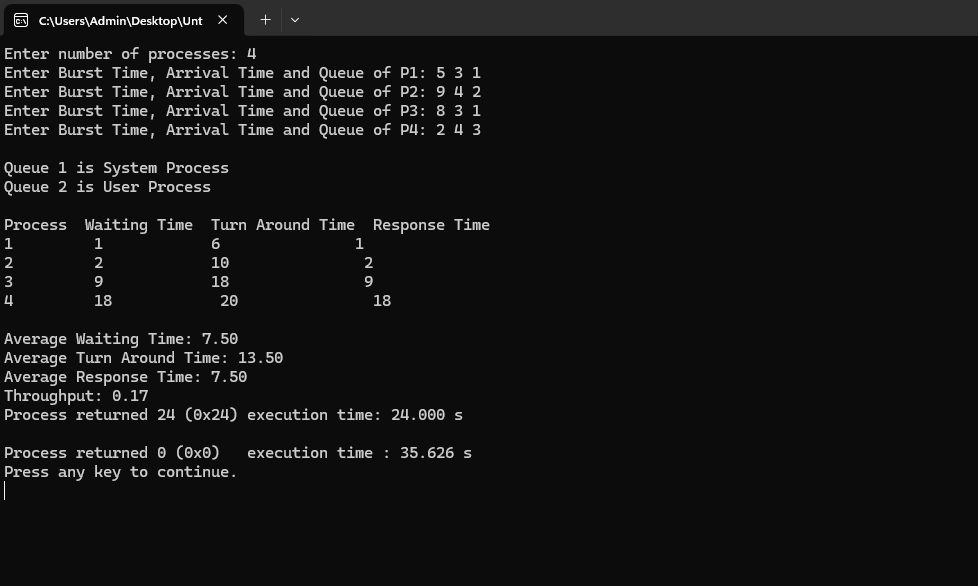 C:\Users\Admin\Desktop\Unt
Enter number of processes: 4
Enter Burst Time, Arrival Time and Queue of P1: 5 3 1
Enter Burst Time, Arrival Time and Queue of P2: 9 4 2
Enter Burst Time, Arrival Time and Queue of P3: 8 3 1
Enter Burst Time, Arrival Time and Queue of P4: 2 4 3
Queue 1 is System Process
Queue 2 is User Process
Process  Waiting Time  Turn Around Time  Response Time
1         1            6               1
2         2            10               2
3         9            18               9
4         18            20               18
Average Waiting Time: 7.50
Average Turn Around Time: 13.50
Average Response Time: 7.50
Throughput: 0.17
Process returned 24 (0x24) execution time: 24.000 s
Process returned 0 (0x0)   execution time : 35.626 s
Press any key to continue.